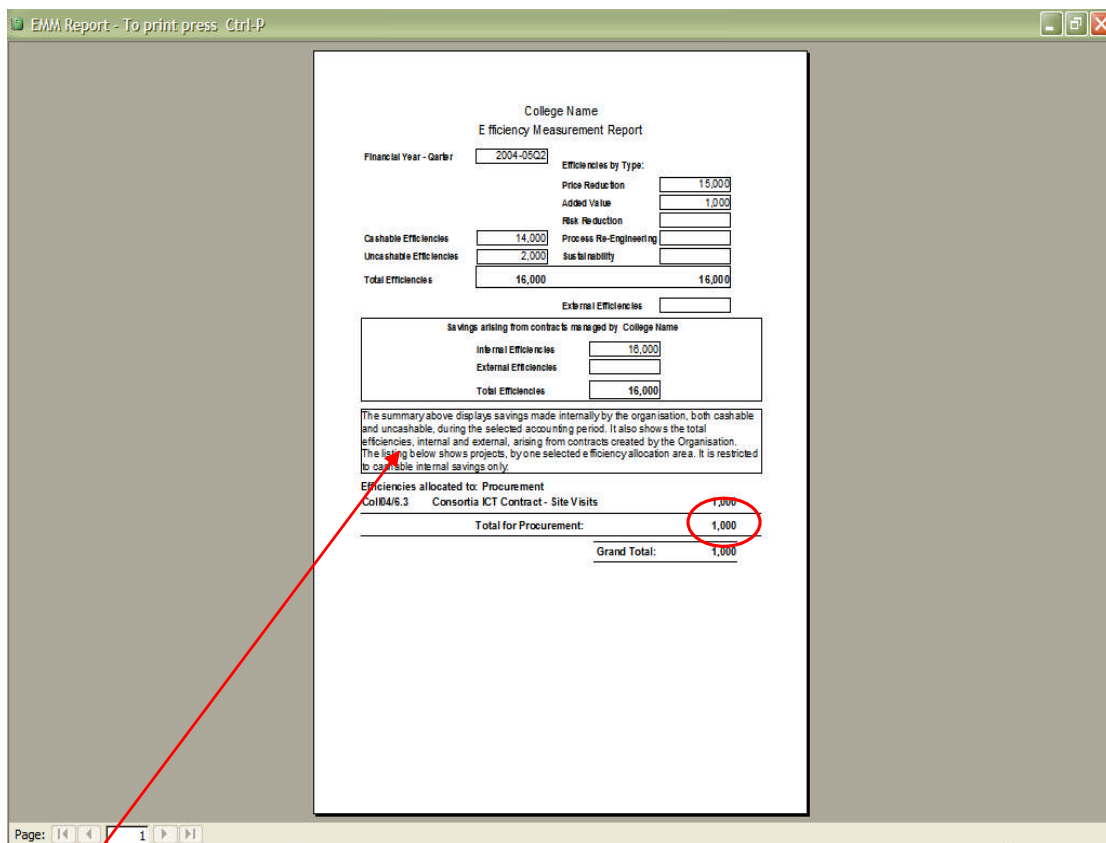 EMM Report - To print press Ctrl-P
College Name
Efficiency Measurement Report
Financial Year - Qarter 2004-05Q2
Efficiencies by Type:
Price Reduction 15,000
Added Value 1,000
Risk Reduction
Cashable Efficiencies 14,000 Process Re-Engineering
Uncashable Efficiencies 2,000 Sustainability
Total Efficiencies 16,000 16,000
External Efficiencies
Savings arising from contracts managed by College Name
Internal Efficiencies 16,000
External Efficiencies
Total Efficiencies 16,000
The summary above displays savings made internally by the organisation, both cashable
and uncashable, during the selected accounting period. It also shows the total
efficiencies, internal and external, arising from contracts created by the Organisation.
The listing below shows projects, by one selected efficiency allocation area. It is restricted
to cashable internal savings only.
Efficiencies allocated to: Procurement
Coll04/6.3 Consortia ICT Contract - Site Visits 1,000
Total for Procurement: 1,000
Grand Total: 1,000
Page: 1